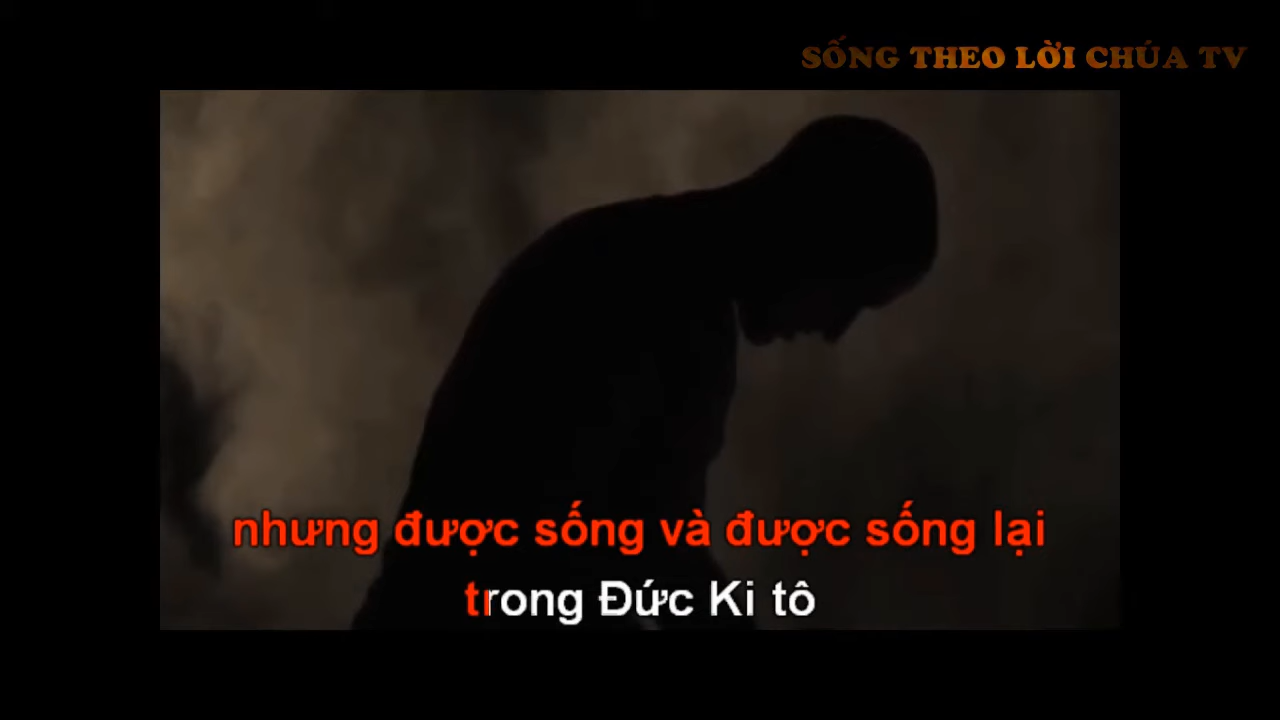 SỐNG THEO LỜI CHÚA TV
nhưng được sống và được sống lại
trong Đức Ki tô